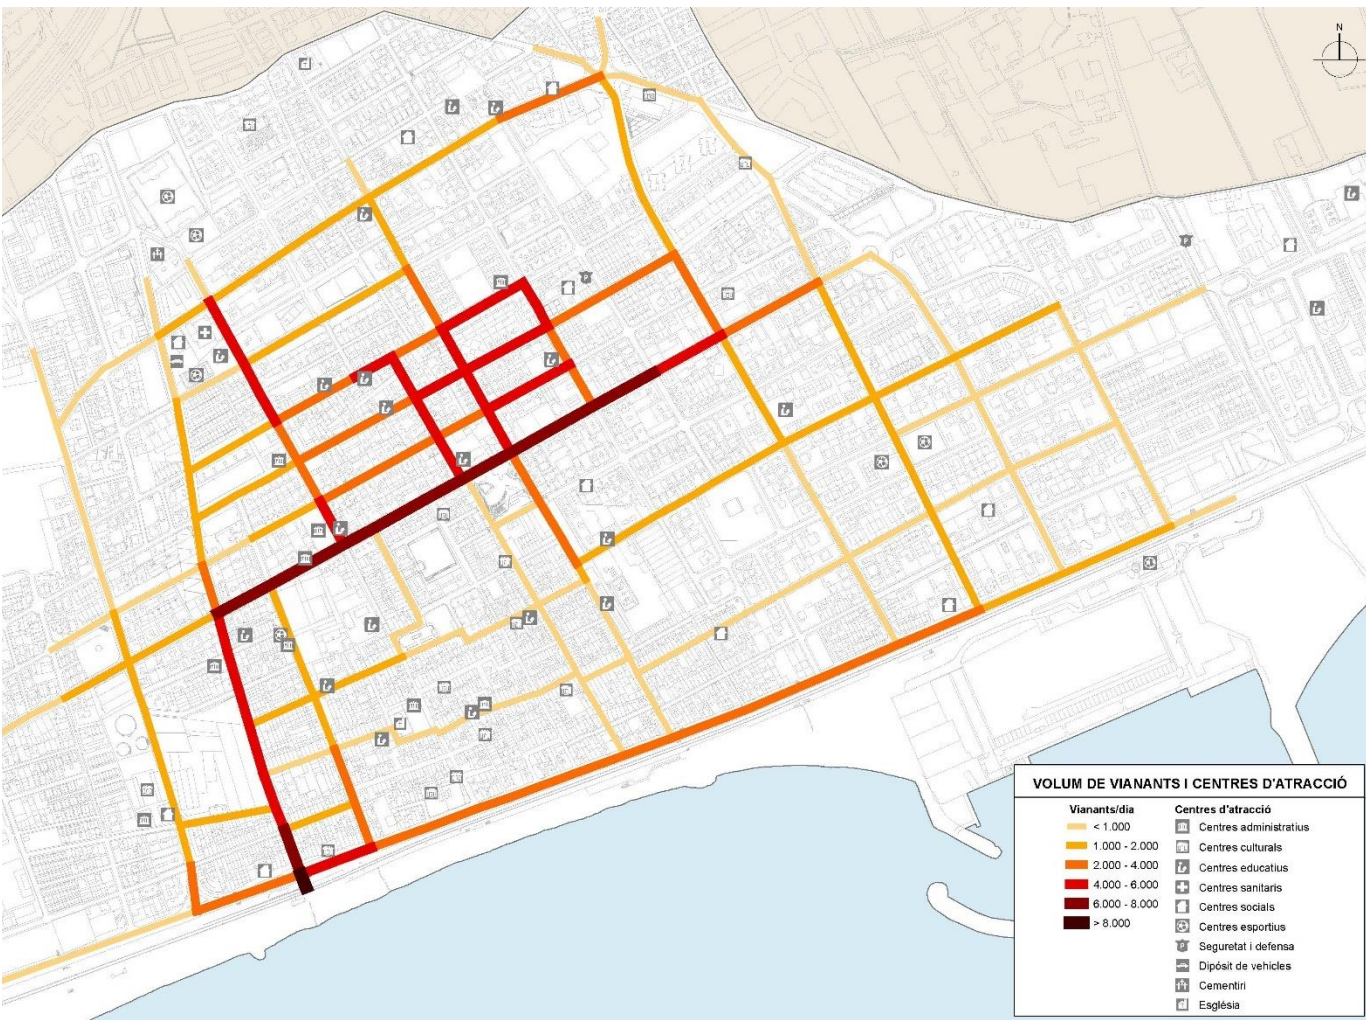 N
VOLUM DE VIANANTS I CENTRES D'ATRACCIÓ
Vianants/dia
< 1.000
1.000 - 2.000
2.000 - 4.000
4.000 - 6.000
6.000 - 8.000
> 8.000
Centres d'atracció
Centres administratius
Centres culturals
Centres educatius
Centres sanitaris
Centres socials
Centres esportius
Seguretat i defensa
Dipósit de vehicles
Cementiri
Església